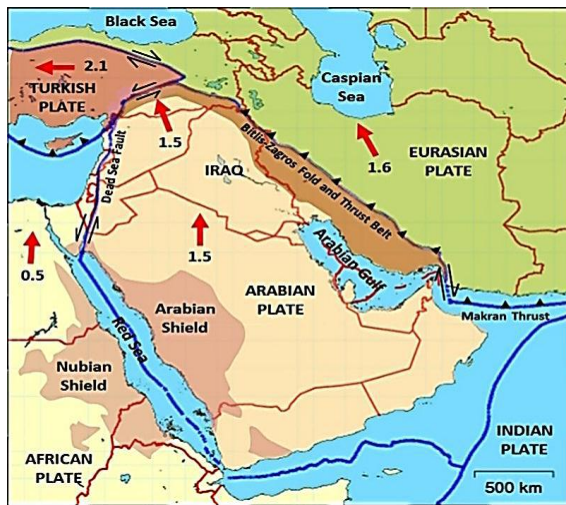 Black Sea
2.1
TURKISH
PLATE
Caspian
Sea
1.5
1.6
EURASIAN
PLATE
Bitlis-Zagros Fold and Thrust Belt
Dead Sea Fault
IRAQ
0.5
1.5
Arabian Gulf
ARABIAN
PLATE
Arabian
Shield
Makran Thrust
Red Sea
Nubian
Shield
AFRICAN
PLATE
INDIAN
PLATE
500 km